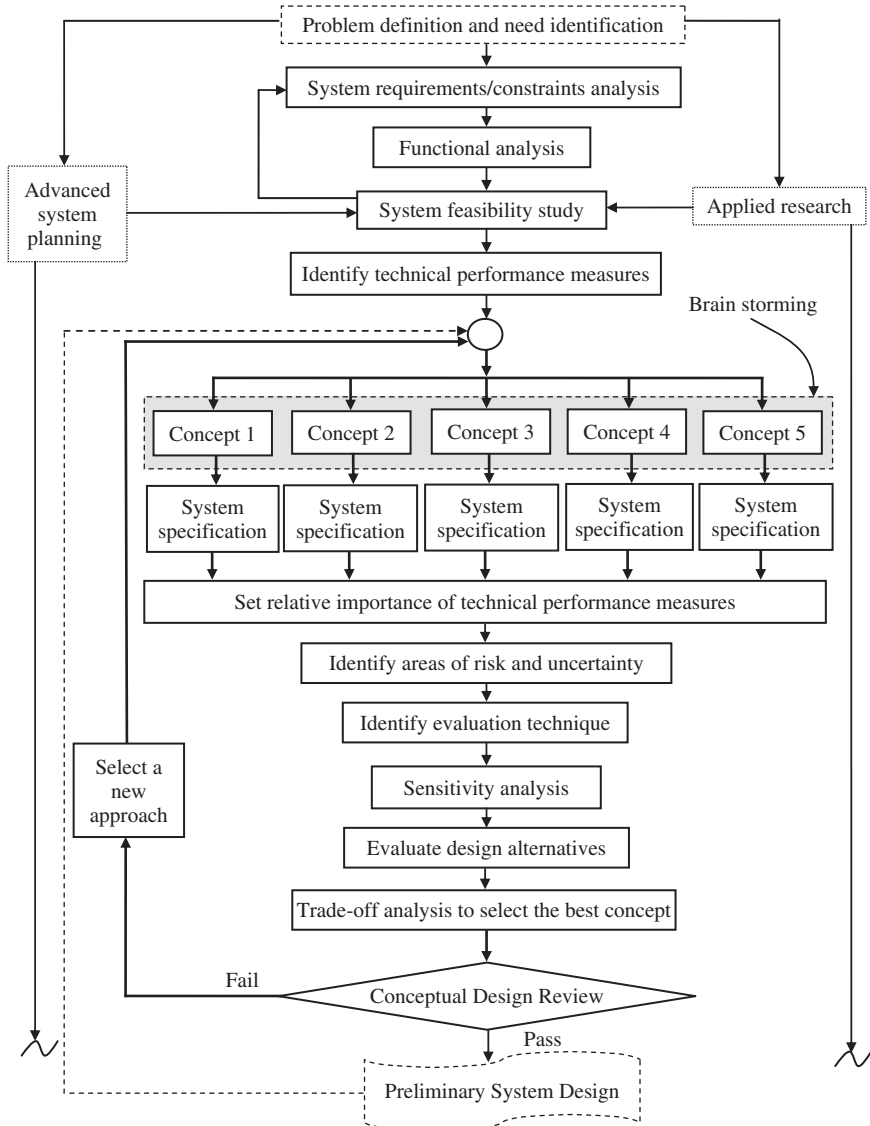 Problem definition and need identification
System requirements/constraints analysis
Functional analysis
Advanced
system
planning
System feasibility study
Applied research
Identify technical performance measures
Brain storming
Concept 1
Concept 2
Concept 3
Concept 4
Concept 5
System
specification
System
specification
System
specification
System
specification
System
specification
Set relative importance of technical performance measures
Identify areas of risk and uncertainty
Identify evaluation technique
Select a
new
approach
Sensitivity analysis
Evaluate design alternatives
Trade-off analysis to select the best concept
Fail
Conceptual Design Review
Pass
Preliminary System Design